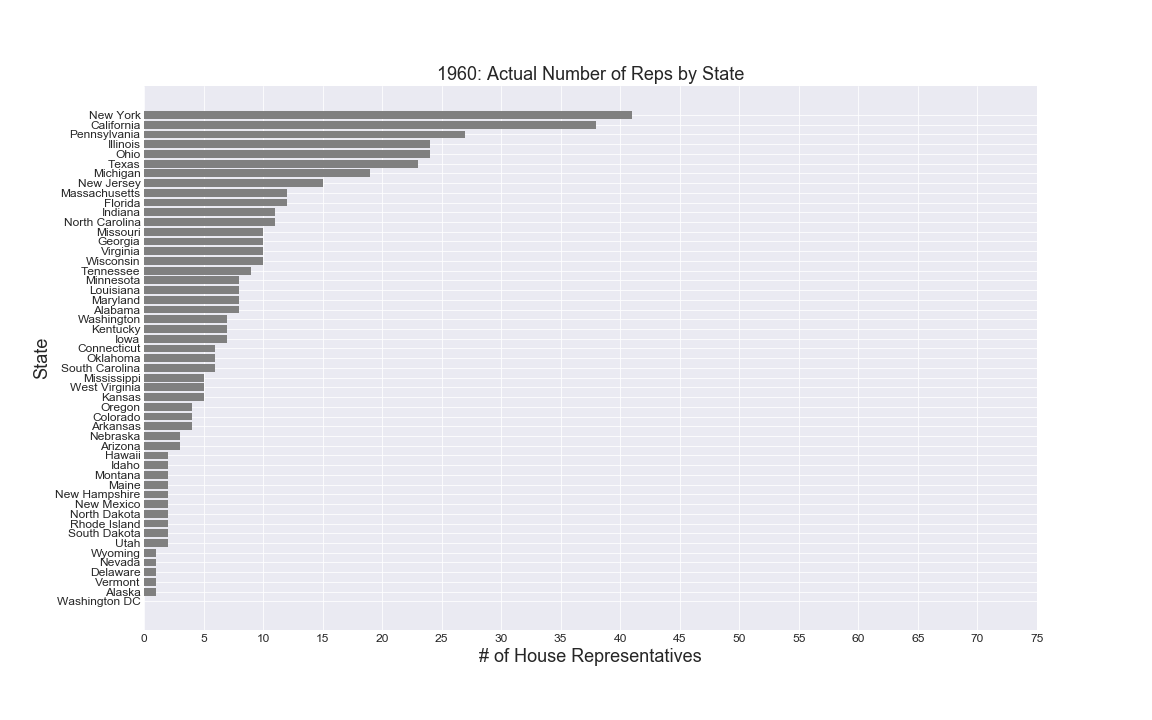 1960: Actual Number of Reps by State
New York
California
Pennsylvania
Illinois
Ohio
Texas
Michigan
New Jersey
Massachusetts
Florida
Indiana
North Carolina
Missouri
Georgia
Virginia
Wisconsin
Tennessee
Minnesota
Louisiana
Maryland
Alabama
Washington
Kentucky
Iowa
Connecticut
Oklahoma
South Carolina
Mississippi
West Virginia
Kansas
Oregon
Colorado
Arkansas
Nebraska
Arizona
Hawaii
Idaho
Montana
Maine
New Hampshire
New Mexico
North Dakota
Rhode Island
South Dakota
Utah
Wyoming
Nevada
Delaware
Vermont
Alaska
Washington DC
State
0 5 10 15 20 25 30 35 40 45 50 55 60 65 70 75
# of House Representatives